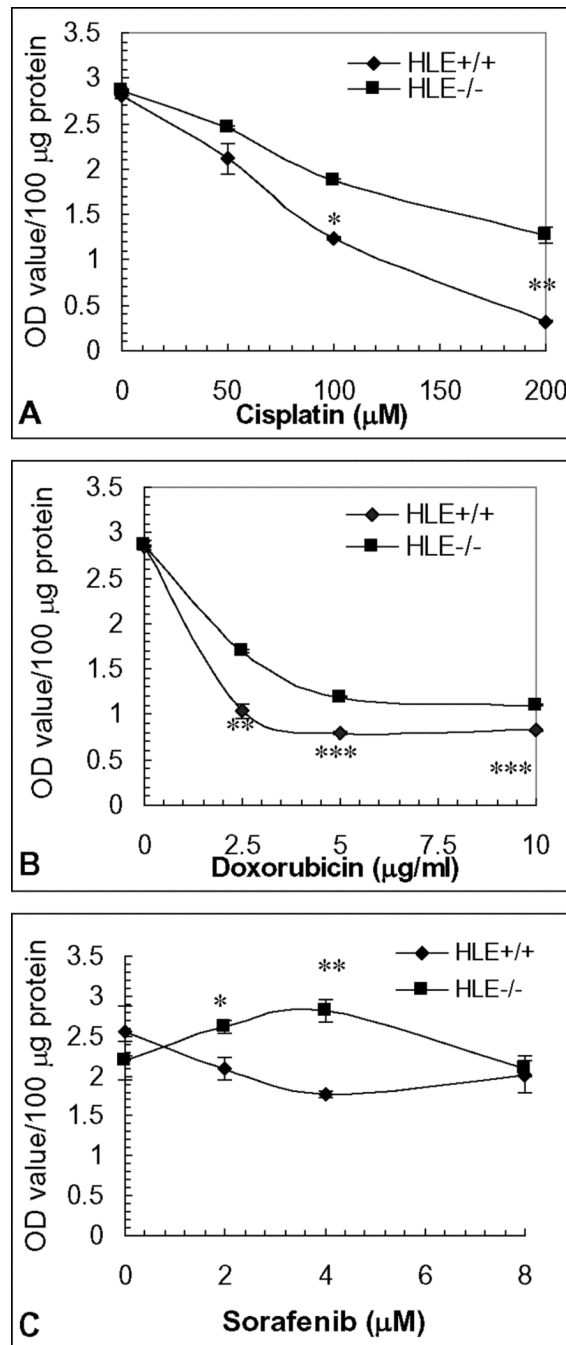 3.5
3
2.5
2
1.5
1
0.5
0
OD value/100 μg protein
HLE+/+
HLE-/-
*
**
0 50 100 150 200
A Cisplatin (μM)
3.5
3
2.5
2
1.5
1
0.5
0
OD value/100 μg protein
HLE+/+
HLE-/-
**
***
***
0 2.5 5 7.5 10
B Doxorubicin (μg/ml)
3.5
3
2.5
2
1.5
1
0.5
0
OD value/100 μg protein
HLE+/+
HLE-/-
*
**
0 2 4 6 8
C Sorafenib (μM)